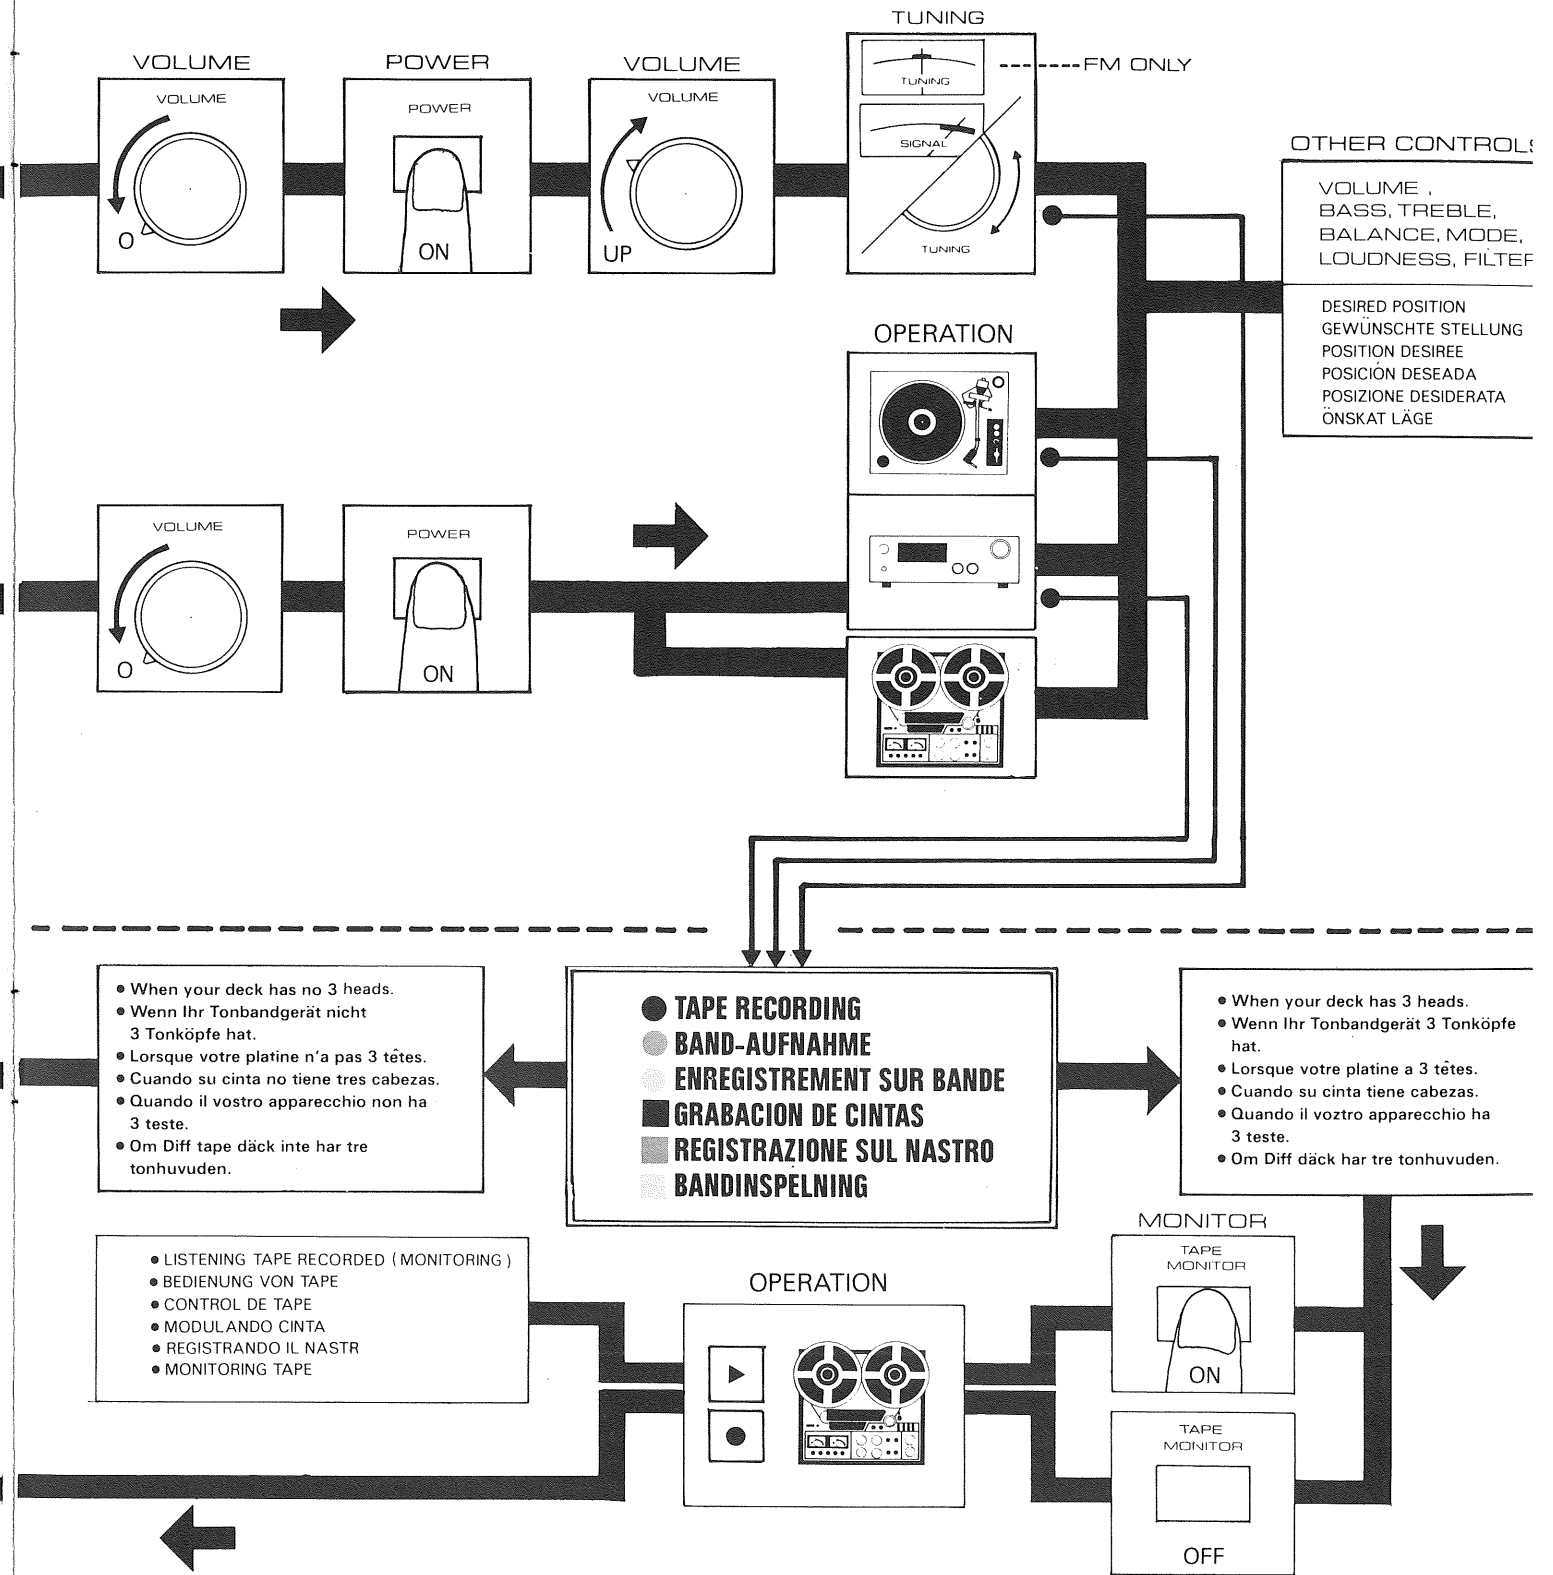 TUNING
VOLUME
POWER
VOLUME
TUNING
FM ONLY
SIGNAL
TUNING
VOLUME
O
POWER
ON
VOLUME
UP
OTHER CONTROLS
VOLUME,
BASS, TREBLE,
BALANCE, MODE,
LOUDNESS, FILTER
DESIRED POSITION
GEWÜNSCHTE STELLUNG
POSITION DESIREE
POSICIÓN DESEADA
POSIZIONE DESIDERATA
ÖNSKAT LÄGE
OPERATION
VOLUME
O
POWER
ON
• When your deck has no 3 heads.
• Wenn Ihr Tonbandgerät nicht
3 Tonköpfe hat.
• Lorsque votre platine n'a pas 3 têtes.
• Cuando su cinta no tiene tres cabezas.
• Quando il vostro apparecchio non ha
3 teste.
• Om Diff tape däck inte har tre
tonhuvuden.
TAPE RECORDING
BAND-AUFNAHME
ENREGISTREMENT SUR BANDE
GRABACION DE CINTAS
REGISTRAZIONE SUL NASTRO
BANDINSPELNING
• When your deck has 3 heads.
• Wenn Ihr Tonbandgerät 3 Tonköpfe
hat.
• Lorsque votre platine a 3 têtes.
• Cuando su cinta tiene cabezas.
• Quando il voztro apparecchio ha
3 teste.
• Om Diff däck har tre tonhuvuden.
• LISTENING TAPE RECORDED (MONITORING)
• BEDIENUNG VON TAPE
• CONTROL DE TAPE
• MODULANDO CINTA
• REGISTRANDO IL NASTR
• MONITORING TAPE
OPERATION
MONITOR
TAPE
MONITOR
ON
TAPE
MONITOR
OFF